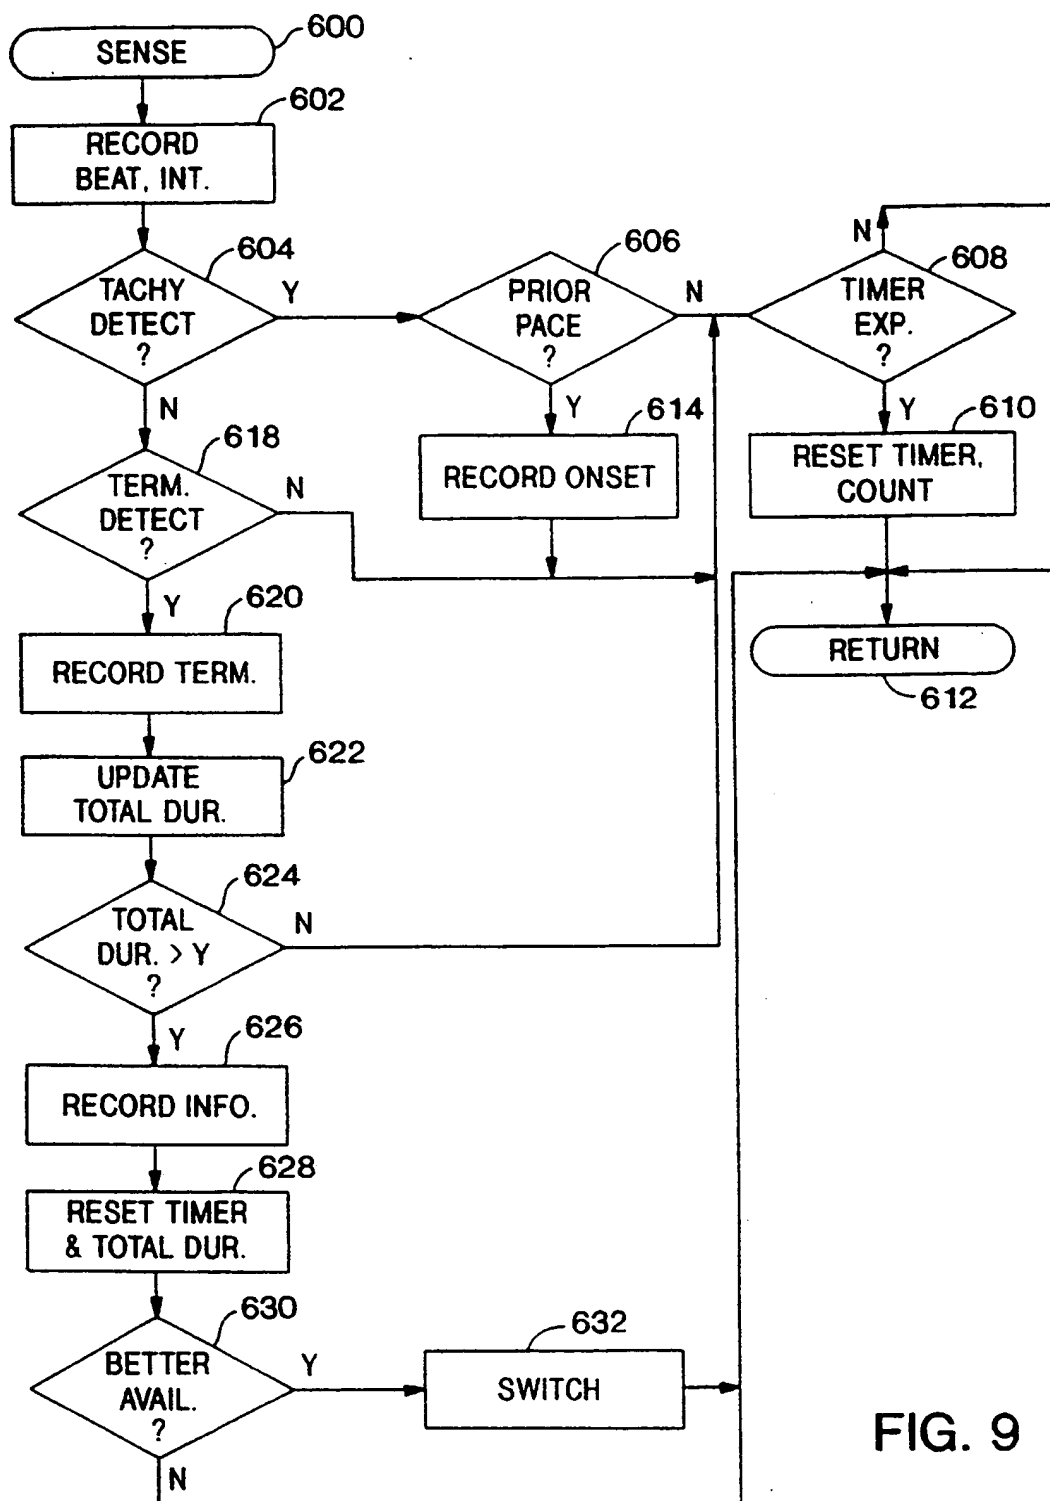 SENSE
600
602
RECORD
BEAT, INT.
604
TACHY
DETECT
?
Y
N
606
PRIOR
PACE
?
N
Y
608
N
TIMER
EXP.
?
Y
610
RESET TIMER,
COUNT
614
RECORD ONSET
618
TERM.
DETECT
?
N
Y
RETURN
612
620
RECORD TERM.
622
UPDATE
TOTAL DUR.
624
TOTAL
DUR. > Y
?
N
Y
626
RECORD INFO.
628
RESET TIMER
& TOTAL DUR.
630
BETTER
AVAIL.
?
Y
N
632
SWITCH
FIG. 9